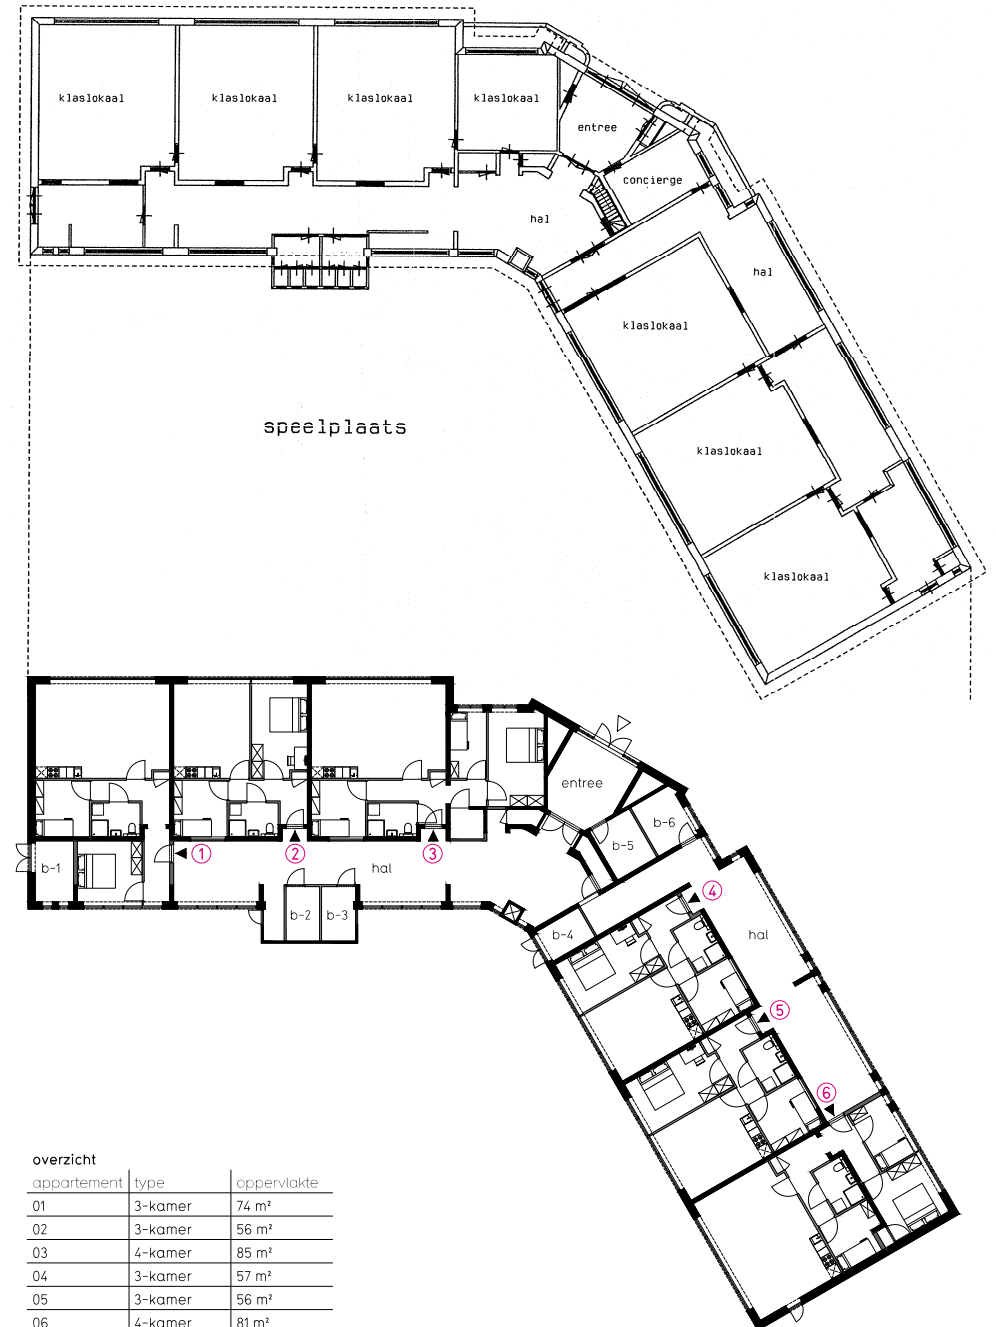 klaslokaal
klaslokaal
klaslokaal
klaslokaal
entree
concierge
hal
hal
klaslokaal
speelplaats
klaslokaal
klaslokaal
entree
b-6
b-5
b-1
1
2
hal
3
4
b-2
b-3
b-4
hal
5
6
overzicht
appartement type oppervlakte
01 3-kamer 74 m²
02 3-kamer 56 m²
03 4-kamer 85 m²
04 3-kamer 57 m²
05 3-kamer 56 m²
06 4-kamer 81 m²